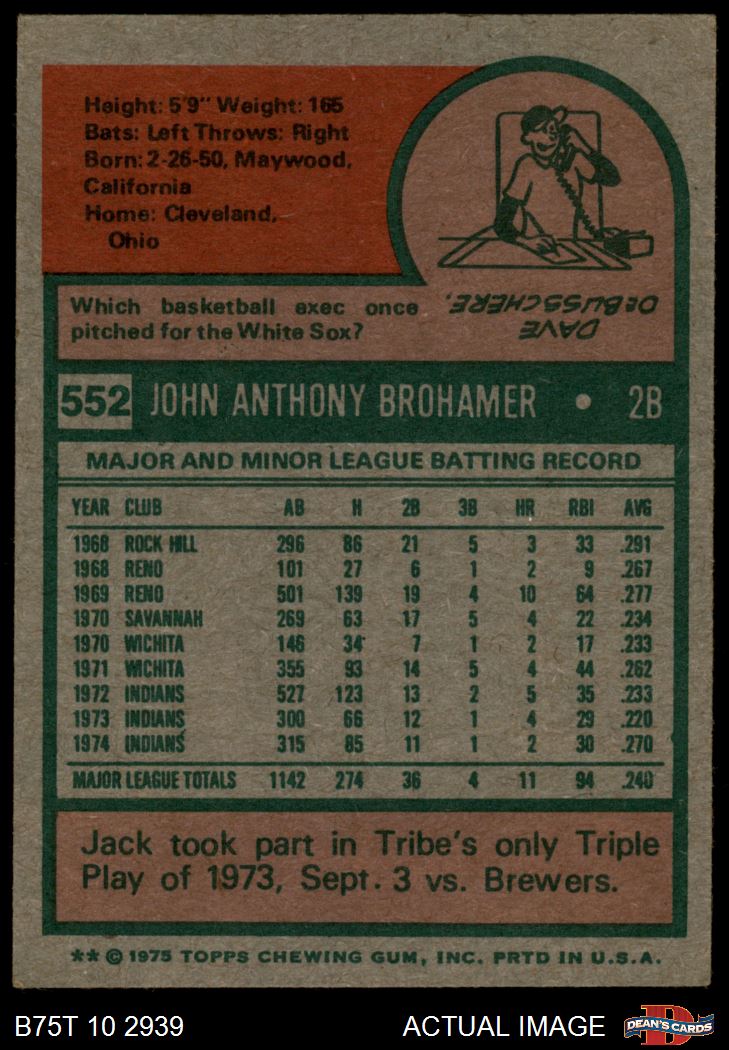 Height: 5'9" Weight: 165
Bats: Left Throws: Right
Born: 2-26-50, Maywood,
California
Home: Cleveland,
Ohio
Which basketball exec once
pitched for the White Sox?
DAVE
DeBUSSCHERE.
552 JOHN ANTHONY BROHAMER • 2B
MAJOR AND MINOR LEAGUE BATTING RECORD
YEAR CLUB AB H 2B 3B HR RBI AVG
1968 ROCK HILL 296 86 21 5 3 33 .291
1968 RENO 101 27 6 1 2 9 .267
1969 RENO 501 139 19 4 10 64 .277
1970 SAVANNAH 269 63 17 5 4 22 .234
1970 WICHITA 146 34 7 1 2 17 .233
1971 WICHITA 355 93 14 5 4 44 .262
1972 INDIANS 527 123 13 2 5 35 .233
1973 INDIANS 300 66 12 1 4 29 .220
1974 INDIANS 315 85 11 1 2 30 .270
MAJOR LEAGUE TOTALS 1142 274 36 4 11 94 .240
Jack took part in Tribe's only Triple
Play of 1973, Sept. 3 vs. Brewers.
** © 1975 TOPPS CHEWING GUM, INC. PRTD IN U.S.A.
B75T 10 2939 ACTUAL IMAGE D DEAN'S CARDS